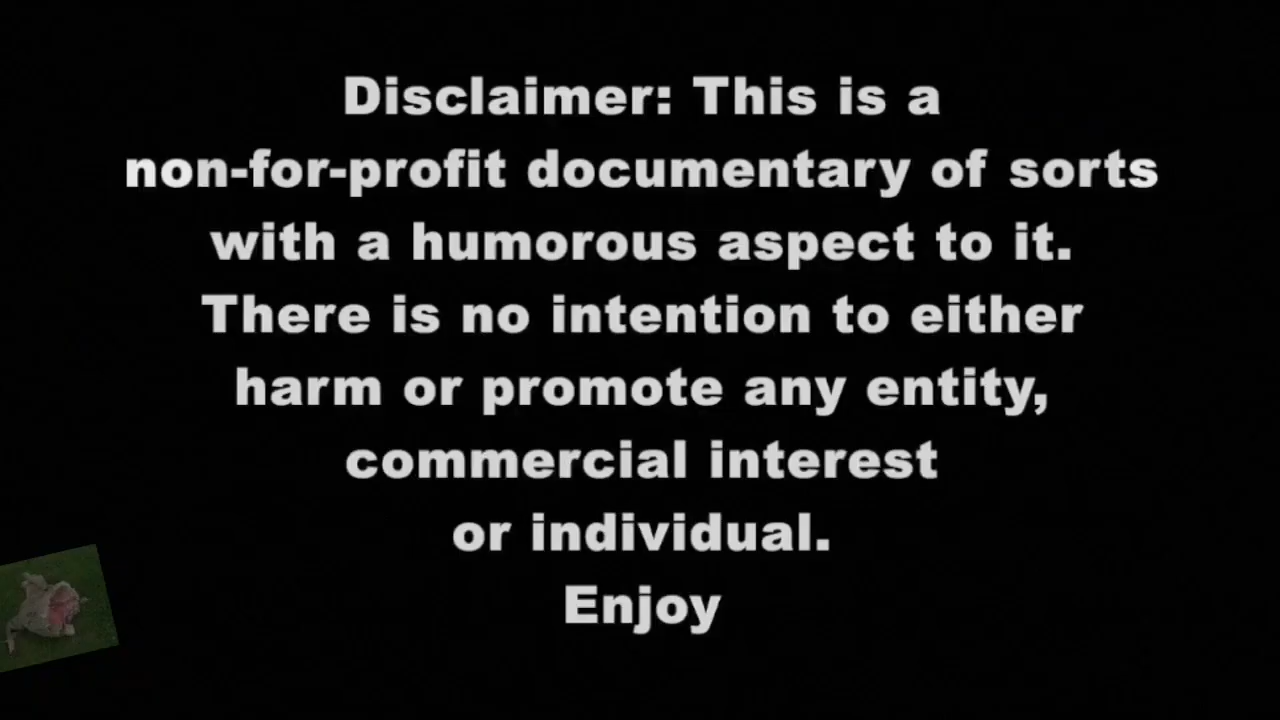 Disclaimer: This is a
non-for-profit documentary of sorts
with a humorous aspect to it.
There is no intention to either
harm or promote any entity,
commercial interest
or individual.
Enjoy